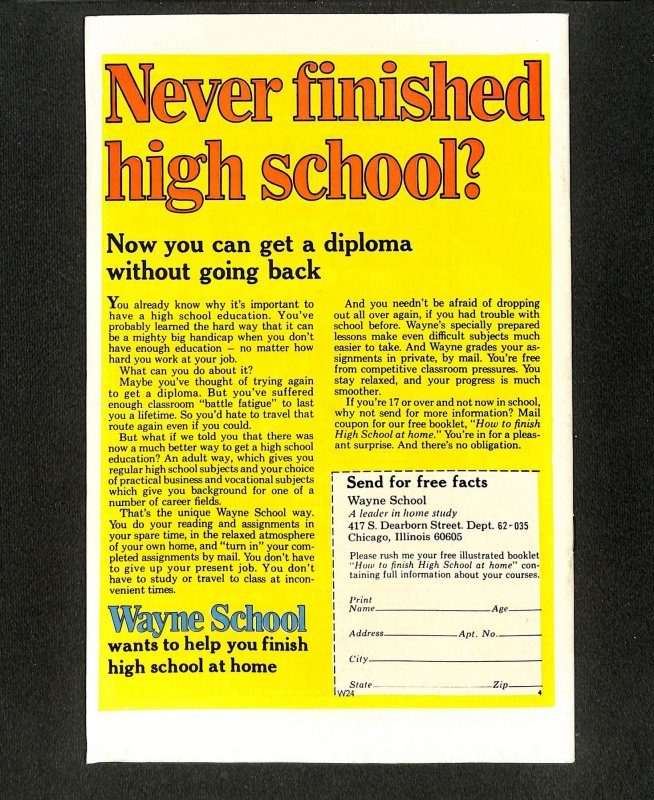 Never finished
high school?
Now you can get a diploma
without going back
You already know why it's important to
have a high school education. You've
probably learned the hard way that it can
be a mighty big handicap when you don't
have enough education – no matter how
hard you work at your job.
What can you do about it?
Maybe you've thought of trying again
to get a diploma. But you've suffered
enough classroom "battle fatigue" to last
you a lifetime. So you'd hate to travel that
route again even if you could.
But what if we told you that there was
now a much better way to get a high school
education? An adult way, which gives you
regular high school subjects and your choice
of practical business and vocational subjects
which give you background for one of a
number of career fields.
That's the unique Wayne School way.
You do your reading and assignments in
your spare time, in the relaxed atmosphere
of your own home, and "turn in" your com-
pleted assignments by mail. You don't have
to give up your present job. You don't
have to study or travel to class at incon-
venient times.
Wayne School
wants to help you finish
high school at home
And you needn't be afraid of dropping
out all over again, if you had trouble with
school before. Wayne's specially prepared
lessons make even difficult subjects much
easier to take. And Wayne grades your as-
signments in private, by mail. You're free
from competitive classroom pressures. You
stay relaxed, and your progress is much
smoother.
If you're 17 or over and not now in school,
why not send for more information? Mail
coupon for our free booklet, "How to finish
High School at home." You're in for a pleas-
ant surprise. And there's no obligation.
Send for free facts
Wayne School
A leader in home study
417 S. Dearborn Street. Dept. 62-035
Chicago, Illinois 60605
Please rush me your free illustrated booklet
"How to finish High School at home" con-
taining full information about your courses.
Print
Name Age
Address Apt. No.
City
State Zip
W24 4